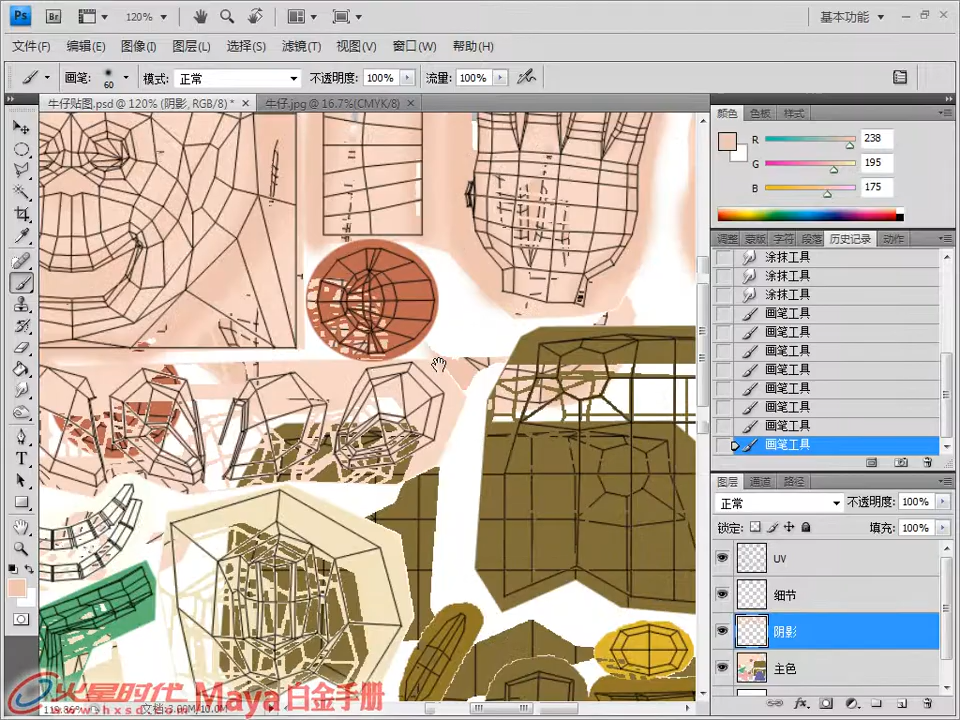 Ps Br 120% 基本功能
文件(F) 编辑(E) 图像(I) 图层(L) 选择(S) 滤镜(T) 视图(V) 窗口(W) 帮助(H)
画笔: 60 模式: 正常 不透明度: 100% 流量: 100%
牛仔贴图.psd @ 120% (阴影, RGB/8) * × 牛仔.jpg @ 16.7%(CMYK/8) ×
颜色 色板 样式
R 238
G 195
B 175
调整 蒙版 字符 段落 历史记录 动作
涂抹工具
涂抹工具
涂抹工具
画笔工具
画笔工具
画笔工具
画笔工具
画笔工具
画笔工具
画笔工具
画笔工具
图层 通道 路径
正常 不透明度: 100%
锁定: 填充: 100%
UV
细节
阴影
主色
火星时代 Maya 白金手册
www.hxsd.com